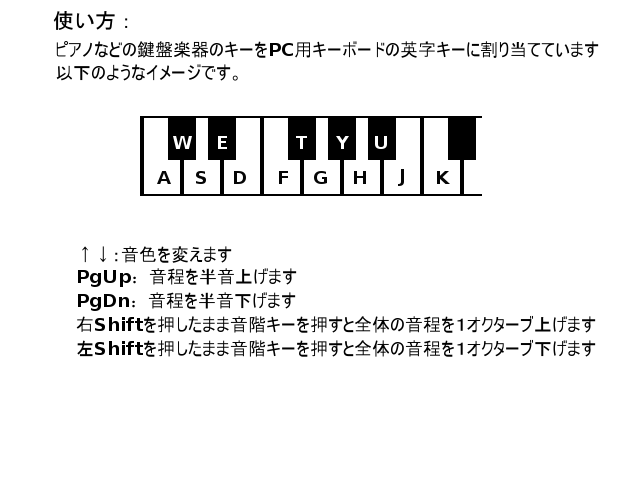 使い方：
ピアノなどの鍵盤楽器のキーをPC用キーボードの英字キーに割り当てています
以下のようなイメージです。
W E T Y U
A S D F G H J K
↑↓：音色を変えます
PgUp：音程を半音上げます
PgDn：音程を半音下げます
右Shiftを押したまま音階キーを押すと全体の音程を1オクターブ上げます
左Shiftを押したまま音階キーを押すと全体の音程を1オクターブ下げます